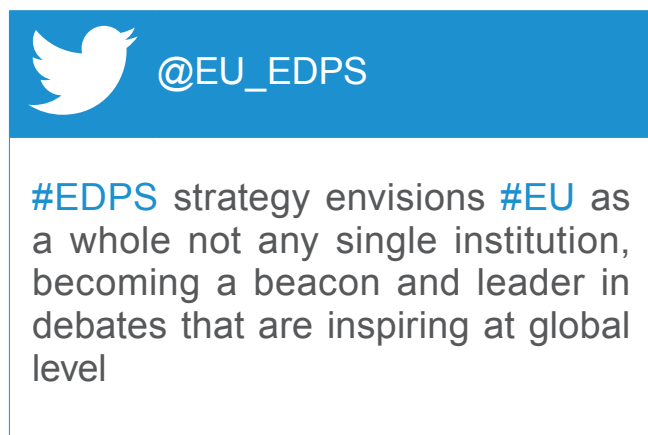 @EU_EDPS
#EDPS strategy envisions #EU as
a whole not any single institution,
becoming a beacon and leader in
debates that are inspiring at global
level